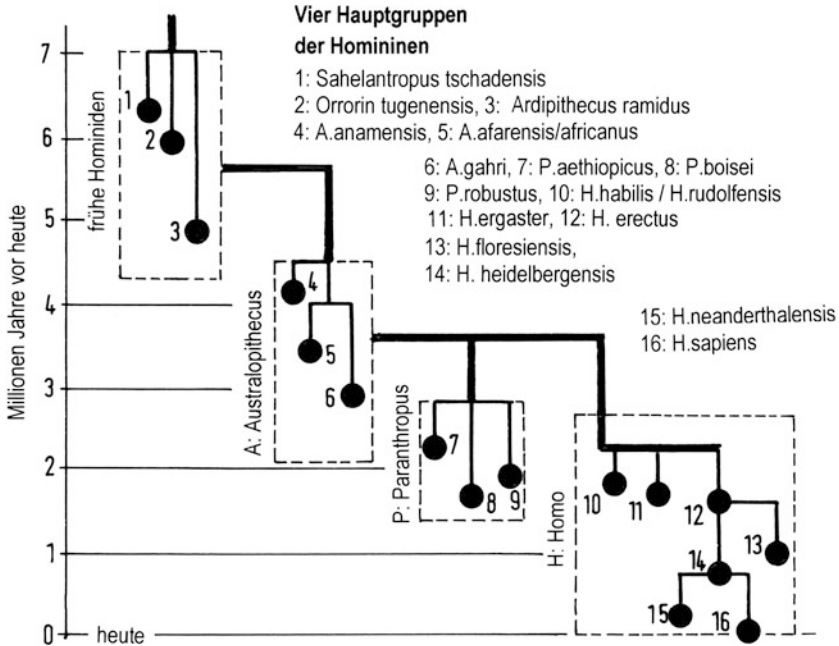 Vier Hauptgruppen
der Homininen
1: Sahelantropus tschadensis
2: Orrorin tugenensis, 3: Ardipithecus ramidus
4: A.anamensis, 5: A.afarensis/africanus
6: A.gahri, 7: P.aethiopicus, 8: P.boisei
9: P.robustus, 10: H.habilis / H.rudolfensis
11: H.ergaster, 12: H. erectus
13: H.floresiensis,
14: H. heidelbergensis
15: H.neanderthalensis
16: H.sapiens
Millionen Jahre vor heute
7
6
5
4
3
2
1
0
heute
frühe Hominiden
1
2
3
A: Australopithecus
4
5
6
P: Paranthropus
7
8
9
H: Homo
10
11
12
13
14
15
16